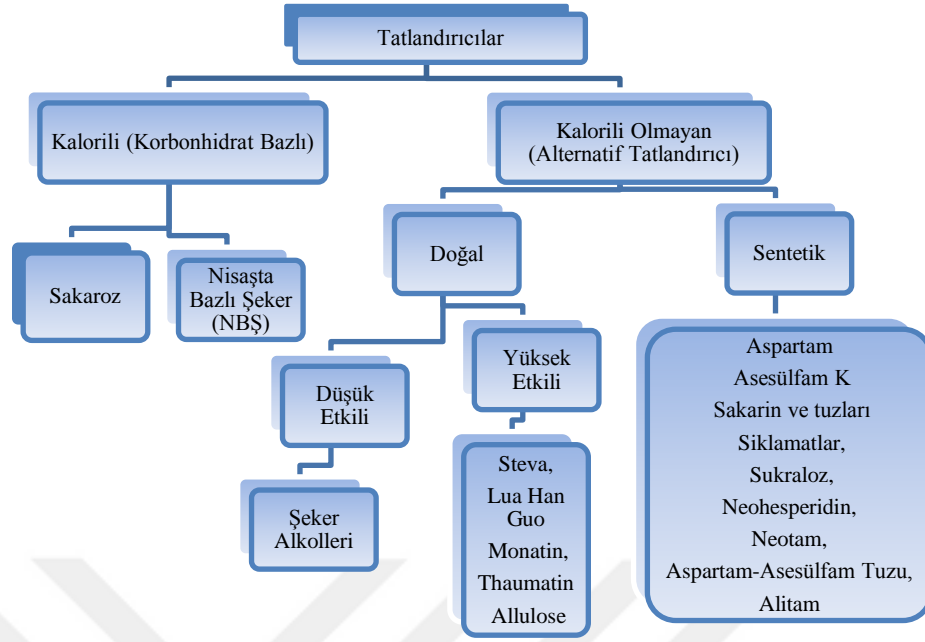 Tatlandırıcılar
Kalorili (Korbonhidrat Bazlı)
Kalorili Olmayan
(Alternatif Tatlandırıcı)
Sakaroz
Nisaşta
Bazlı Şeker
(NBŞ)
Doğal
Sentetik
Düşük
Etkili
Yüksek
Etkili
Şeker
Alkolleri
Steva,
Lua Han
Guo
Monatin,
Thaumatin
Allulose
Aspartam
Asesülfam K
Sakarin ve tuzları
Siklamatlar,
Sukraloz,
Neohesperidin,
Neotam,
Aspartam-Asesülfam Tuzu,
Alitam